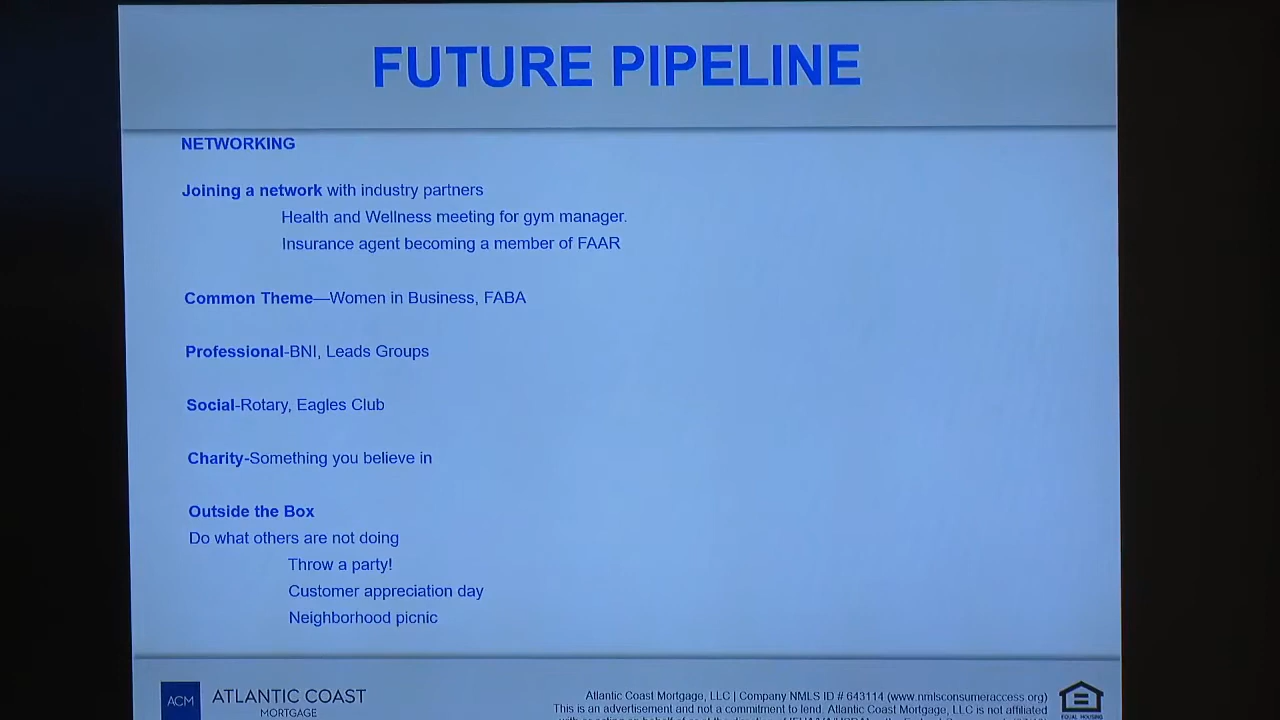 FUTURE PIPELINE
NETWORKING
Joining a network with industry partners
Health and Wellness meeting for gym manager.
Insurance agent becoming a member of FAAR
Common Theme—Women in Business, FABA
Professional-BNI, Leads Groups
Social-Rotary, Eagles Club
Charity-Something you believe in
Outside the Box
Do what others are not doing
Throw a party!
Customer appreciation day
Neighborhood picnic
ACM ATLANTIC COAST
MORTGAGE
Atlantic Coast Mortgage, LLC | Company NMLS ID # 643114 (www.nmlsconsumeraccess.org)
This is an advertisement and not a commitment to lend. Atlantic Coast Mortgage, LLC is not affiliated
EQUAL HOUSING